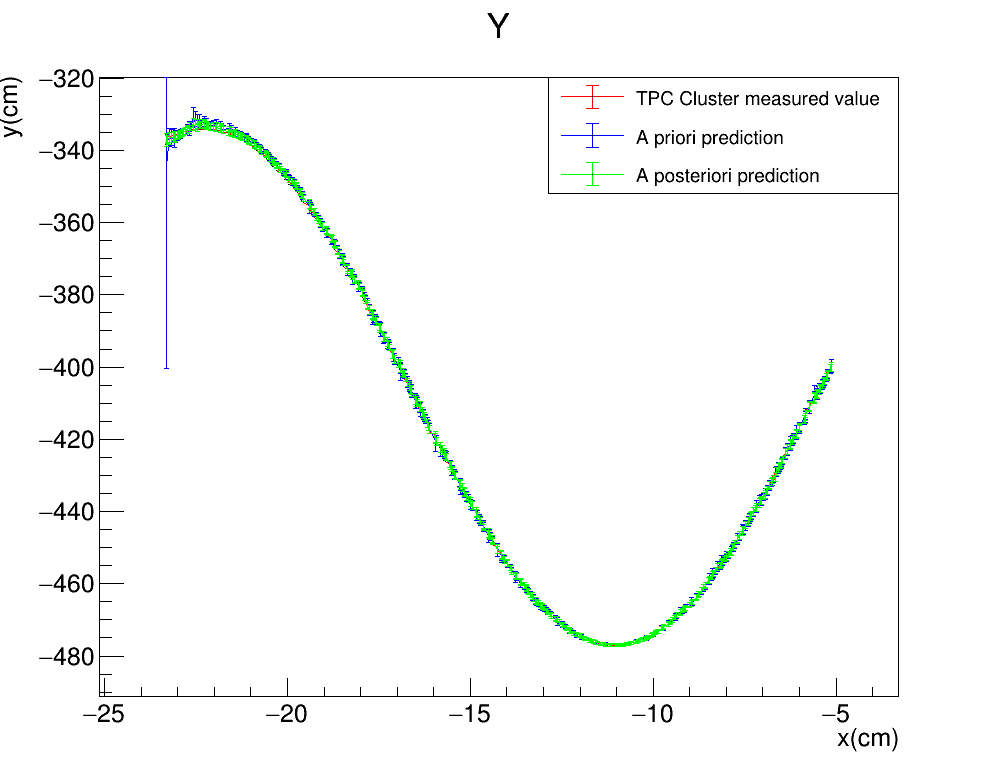 Y
y(cm)
−320
−340
−360
−380
−400
−420
−440
−460
−480
TPC Cluster measured value
A priori prediction
A posteriori prediction
−25 −20 −15 −10 −5
x(cm)